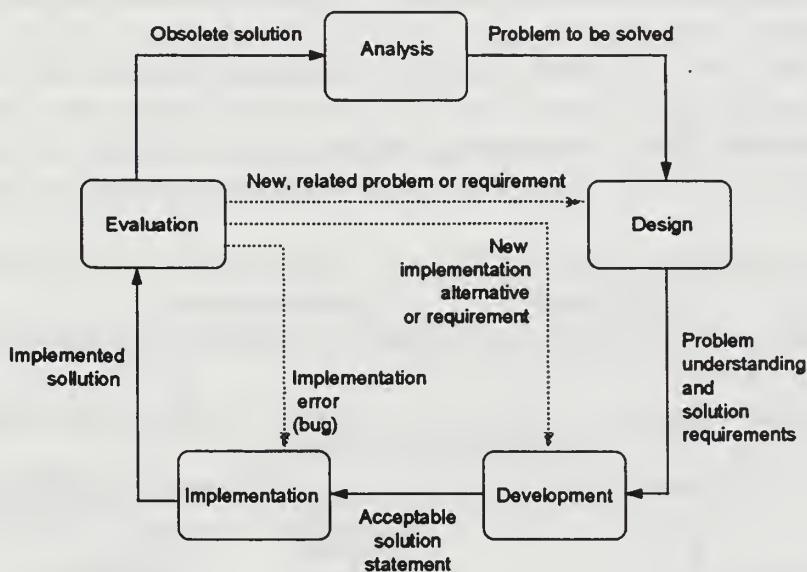 Obsolete solution
Analysis
Problem to be solved
New, related problem or requirement
Evaluation
Design
New
implementation
alternative
or requirement
Implemented
sollution
Problem
understanding
and
solution
requirements
Implementation
error
(bug)
Implementation
Development
Acceptable
solution
statement